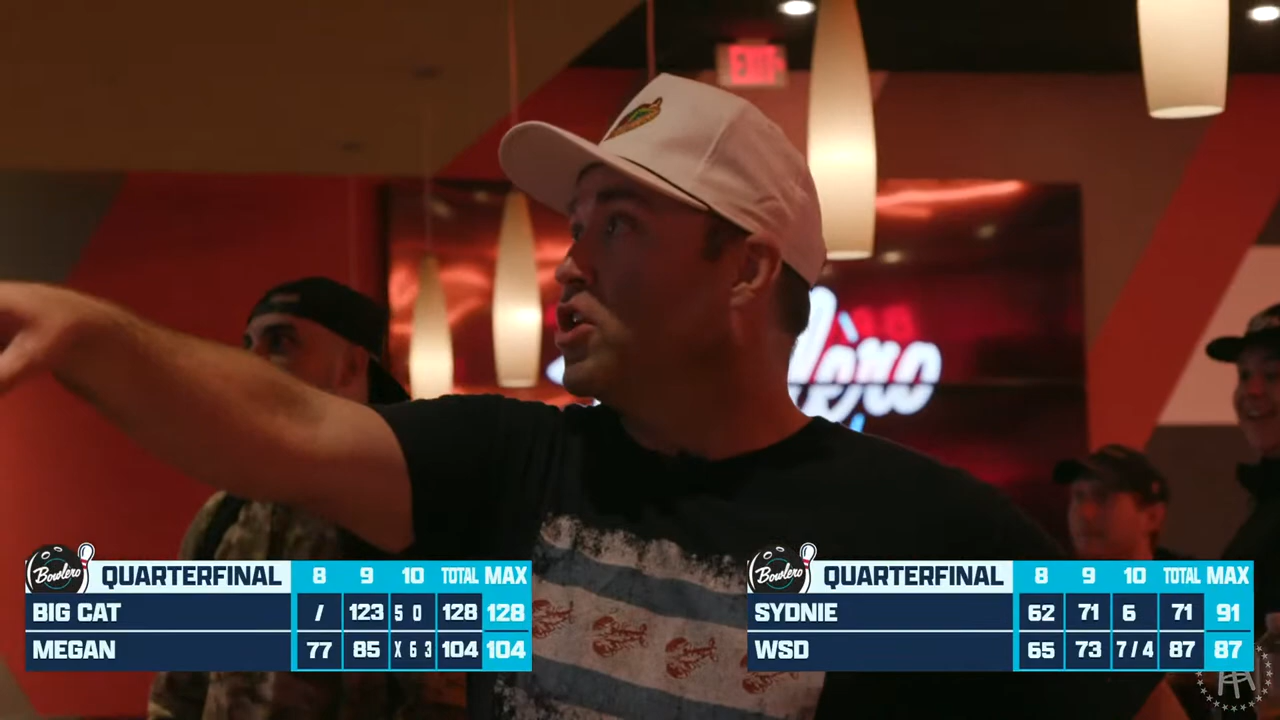 EXIT
lero
Bowlero QUARTERFINAL 8 9 10 TOTAL MAX
BIG CAT / 123 5 0 128 128
MEGAN 77 85 X 6 3 104 104
Bowlero QUARTERFINAL 8 9 10 TOTAL MAX
SYDNIE 62 71 6 71 91
WSD 65 73 7 / 4 87 87